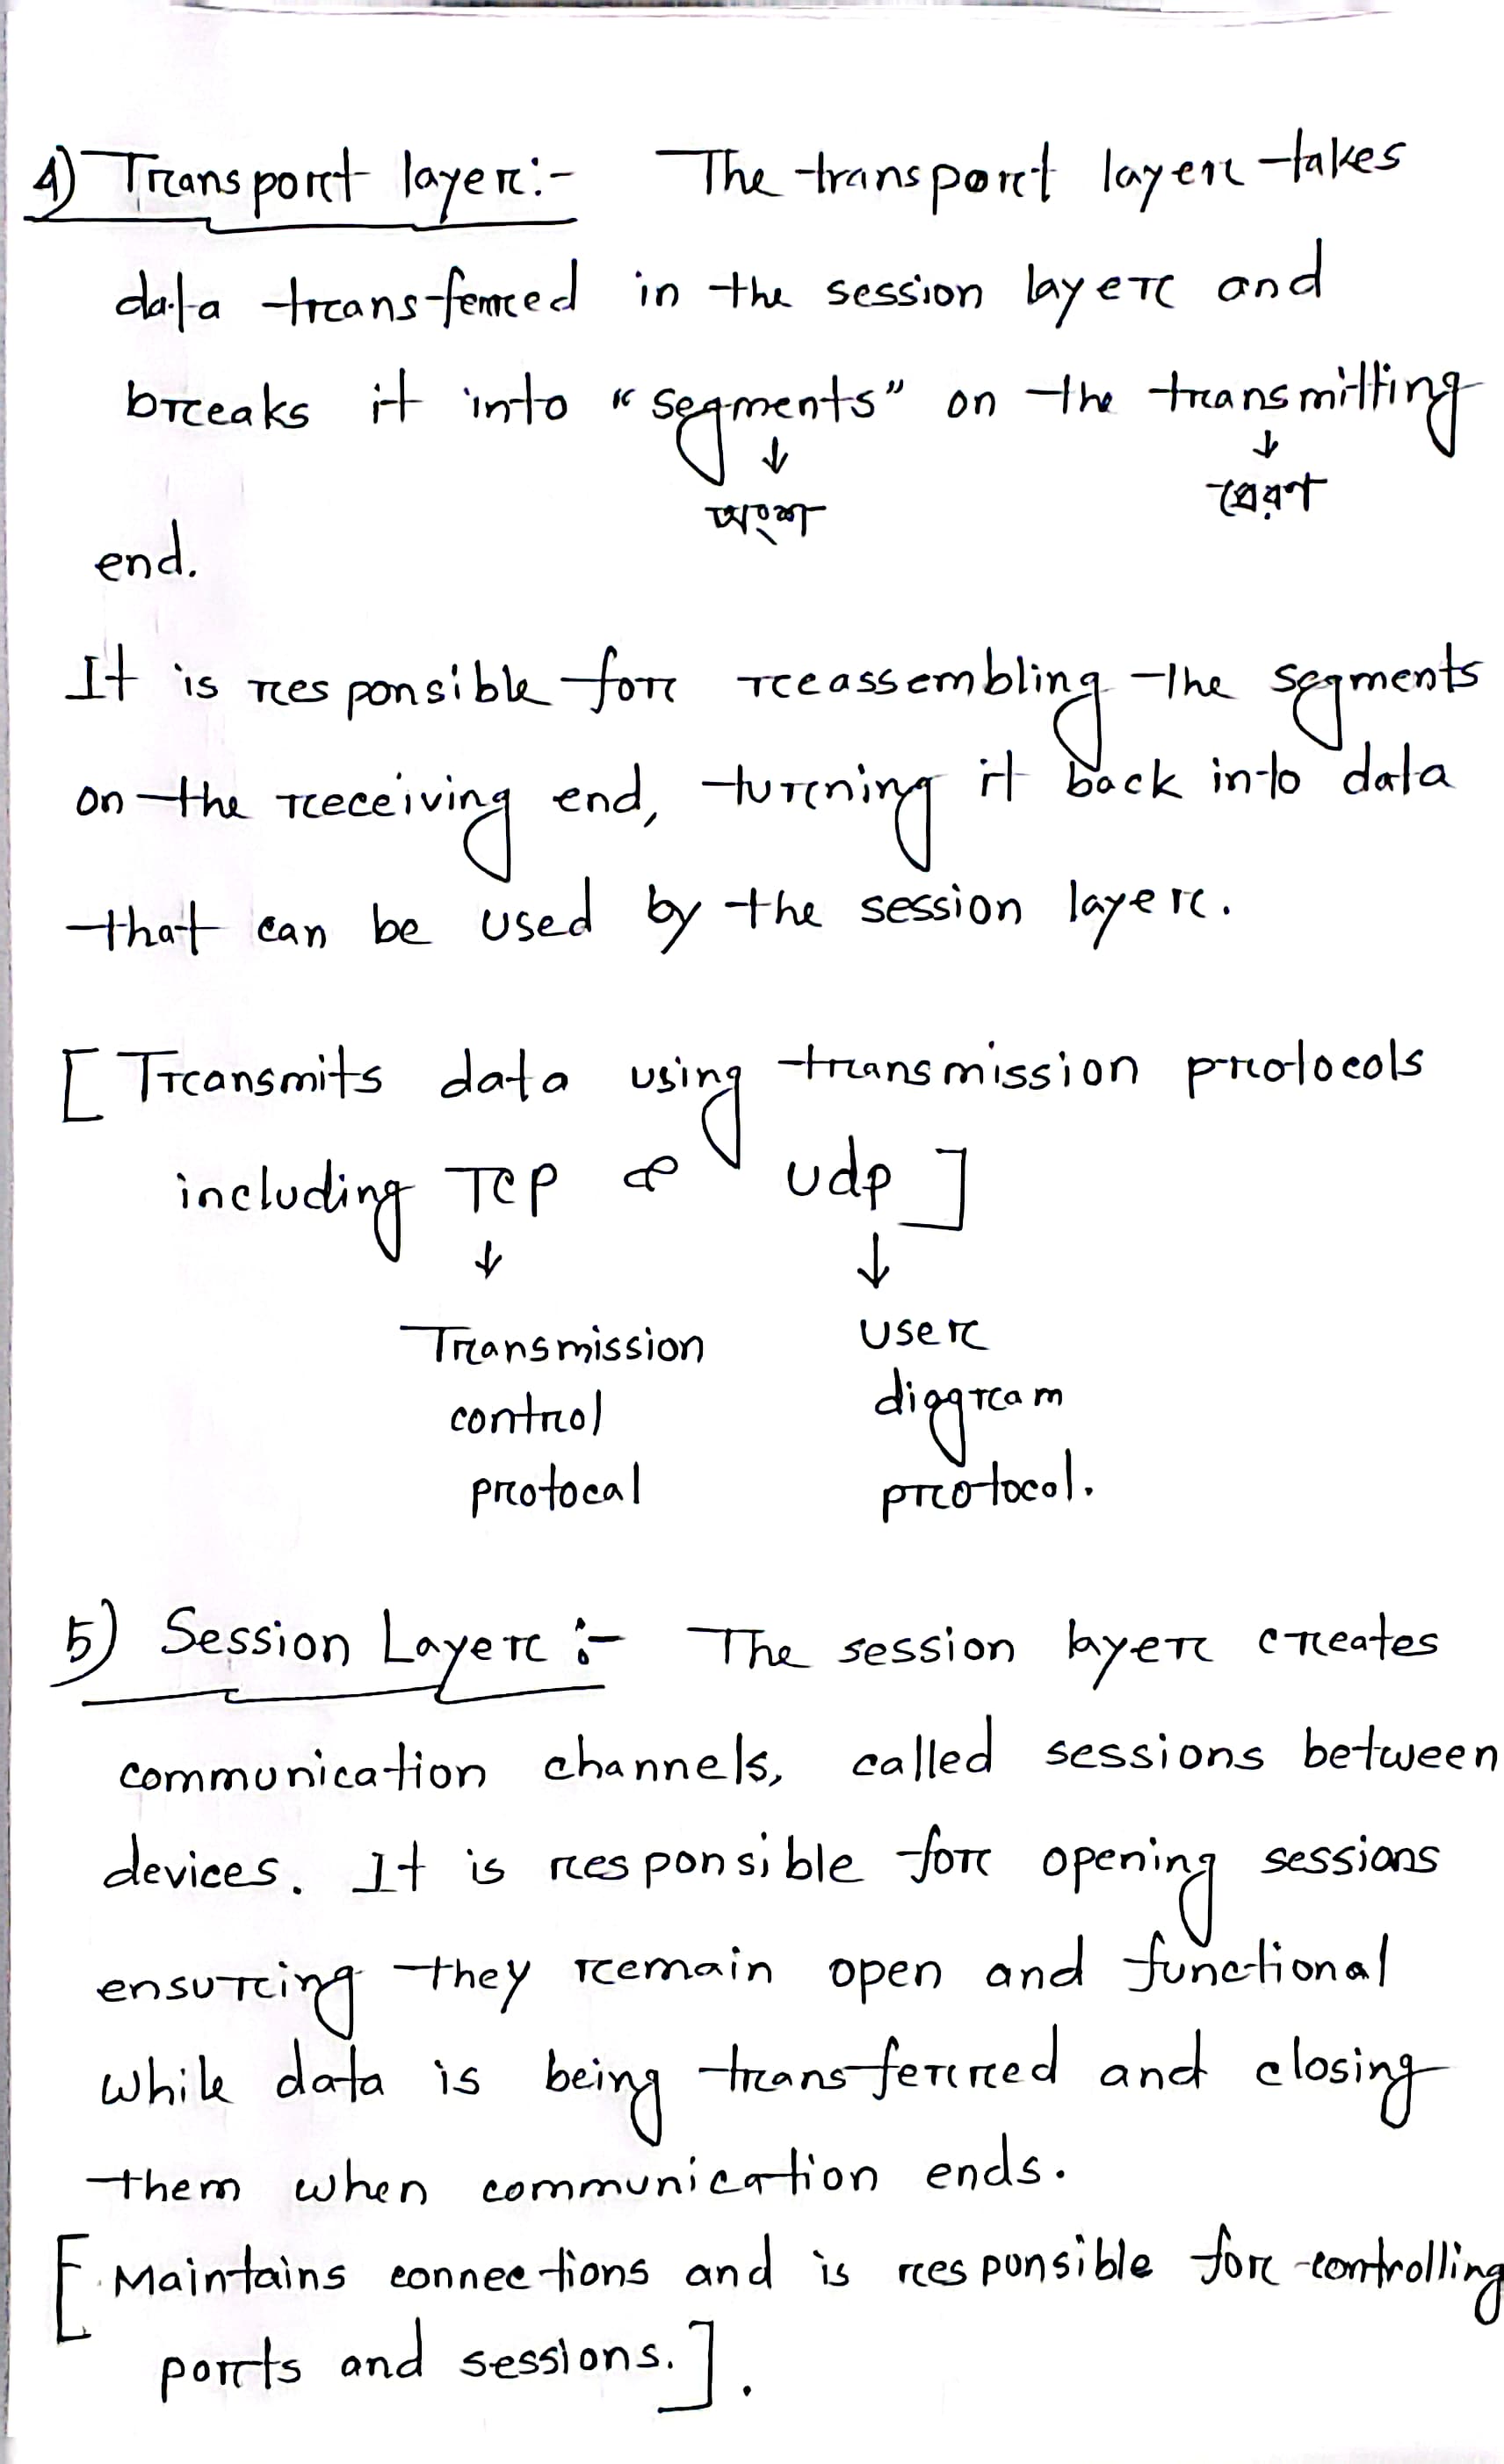 4) Transport layer:- The transport layer takes
data transferred in the session layer and
breaks it into "segments" on the transmitting
↓ ↓
অংশ প্রেরণ
end.
It is responsible for reassembling the segments
on the receiving end, turning it back into data
that can be used by the session layer.
[ Transmits data using transmission protocols
including TCP & udp ]
↓ ↓
Transmission user
control diagram
protocal protocol.
5) Session Layer :- The session layer creates
communication channels, called sessions between
devices. It is responsible for opening sessions
ensuring they remain open and functional
while data is being transferred and closing
them when communication ends.
[ Maintains connections and is responsible for controlling
ports and sessions. ].